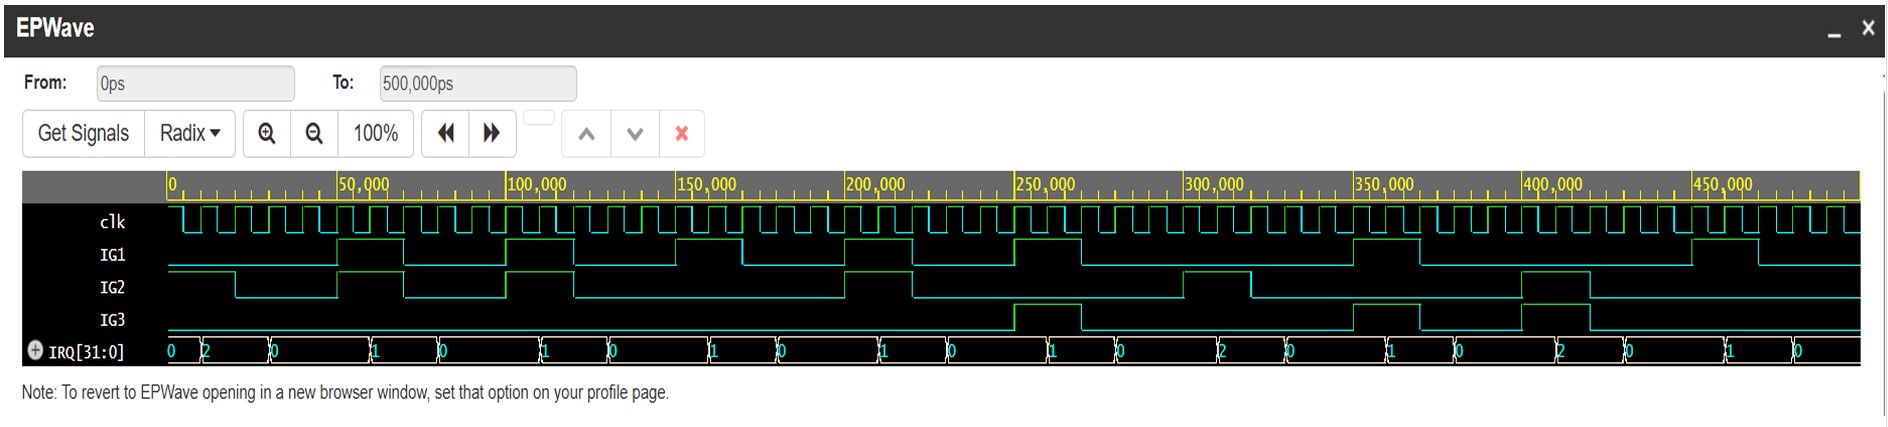 EPWave
From: 0ps To: 500,000ps
Get Signals Radix 100%
0 50,000 100,000 150,000 200,000 250,000 300,000 350,000 400,000 450,000
clk
IG1
IG2
IG3
IRQ[31:0] 0 2 0 1 0 1 0 1 0 1 0 1 0 2 0 1 0 2 0 1 0
Note: To revert to EPWave opening in a new browser window, set that option on your profile page.